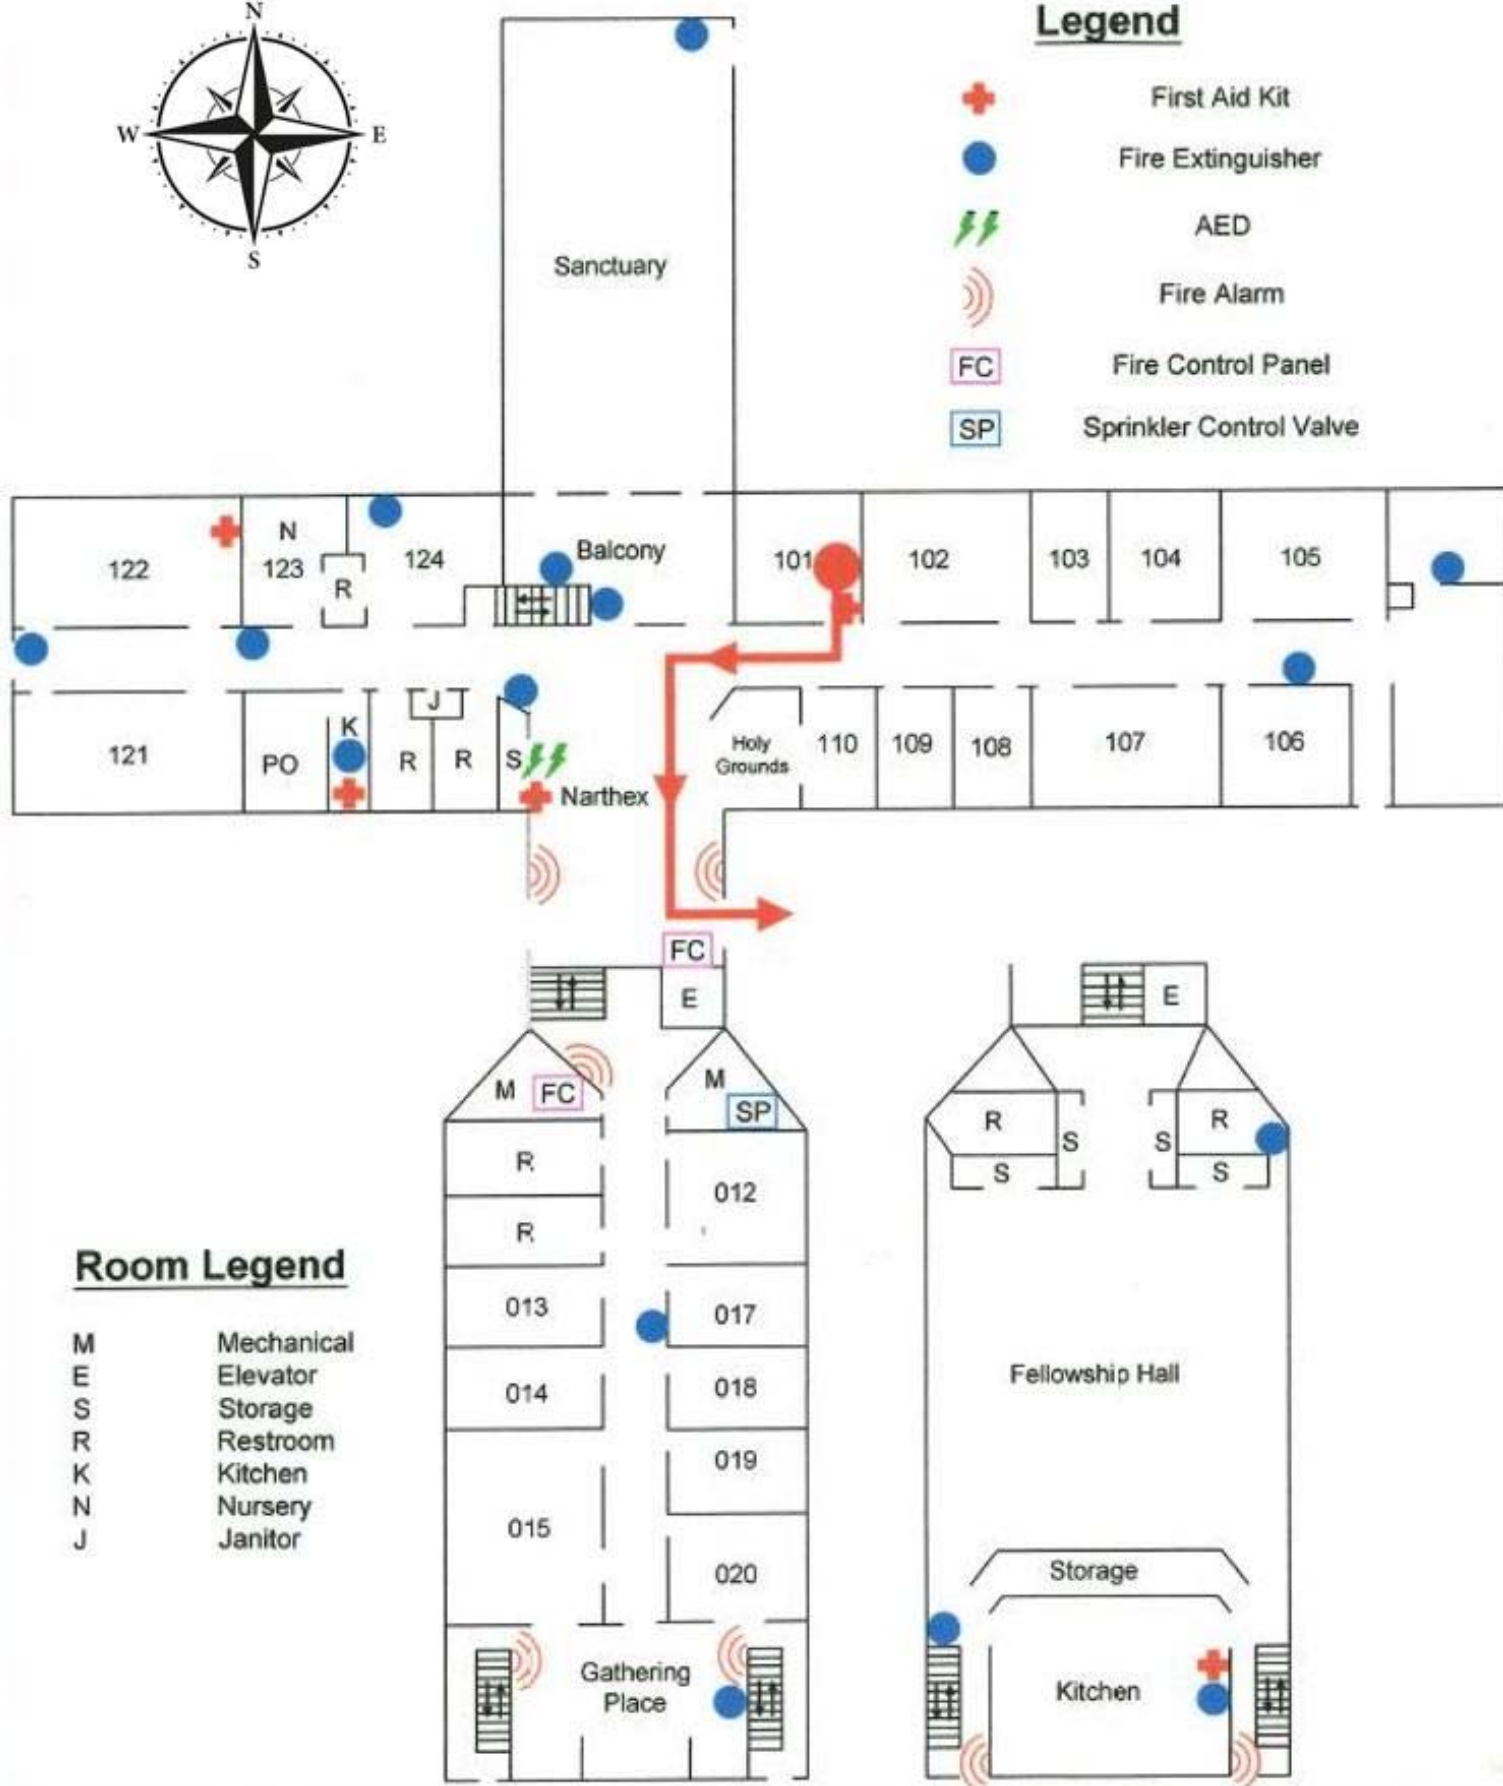 N
W
E
S
Legend
First Aid Kit
Fire Extinguisher
AED
Fire Alarm
FC
Fire Control Panel
SP
Sprinkler Control Valve
Sanctuary
Balcony
122
N
123
R
124
101
102
103
104
105
121
PO
K
J
R
R
S
Narthex
Holy
Grounds
110
109
108
107
106
FC
E
M
FC
M
SP
R
R
012
013
017
014
018
019
015
020
Gathering
Place
E
R
S
S
R
S
S
Fellowship Hall
Storage
Kitchen
Room Legend
M Mechanical
E Elevator
S Storage
R Restroom
K Kitchen
N Nursery
J Janitor